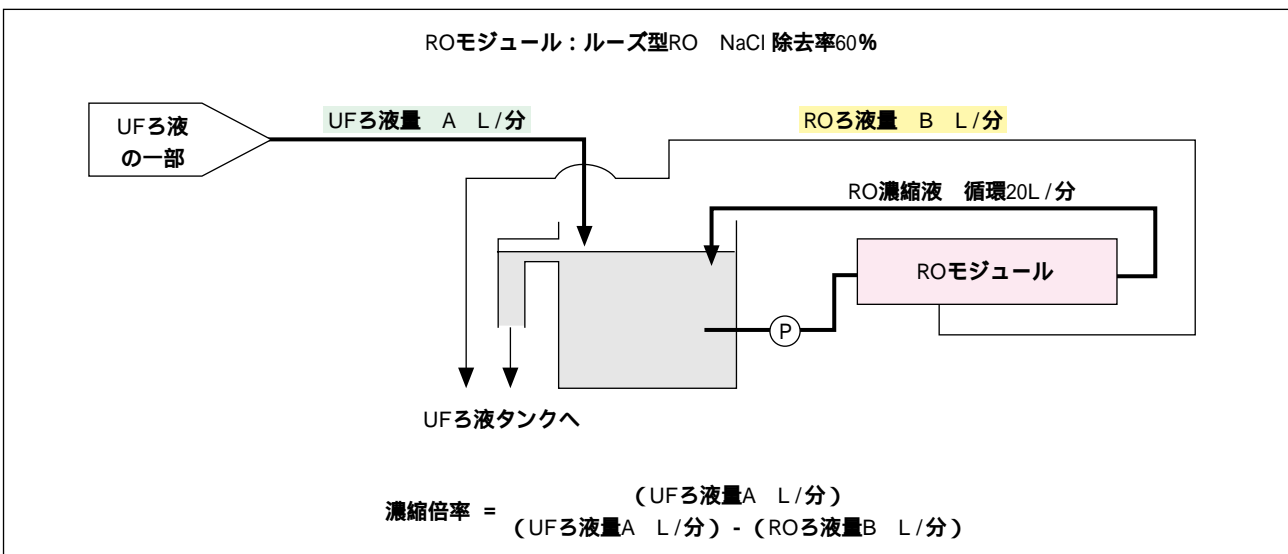 ROモジュール：ルーズ型RO　NaCl 除去率60％
UFろ液
の一部
UFろ液量　A　L/分
ROろ液量　B　L/分
RO濃縮液　循環20L/分
ROモジュール
P
UFろ液タンクへ
濃縮倍率 =
（UFろ液量A　L/分）
（UFろ液量A　L/分） - （ROろ液量B　L/分）